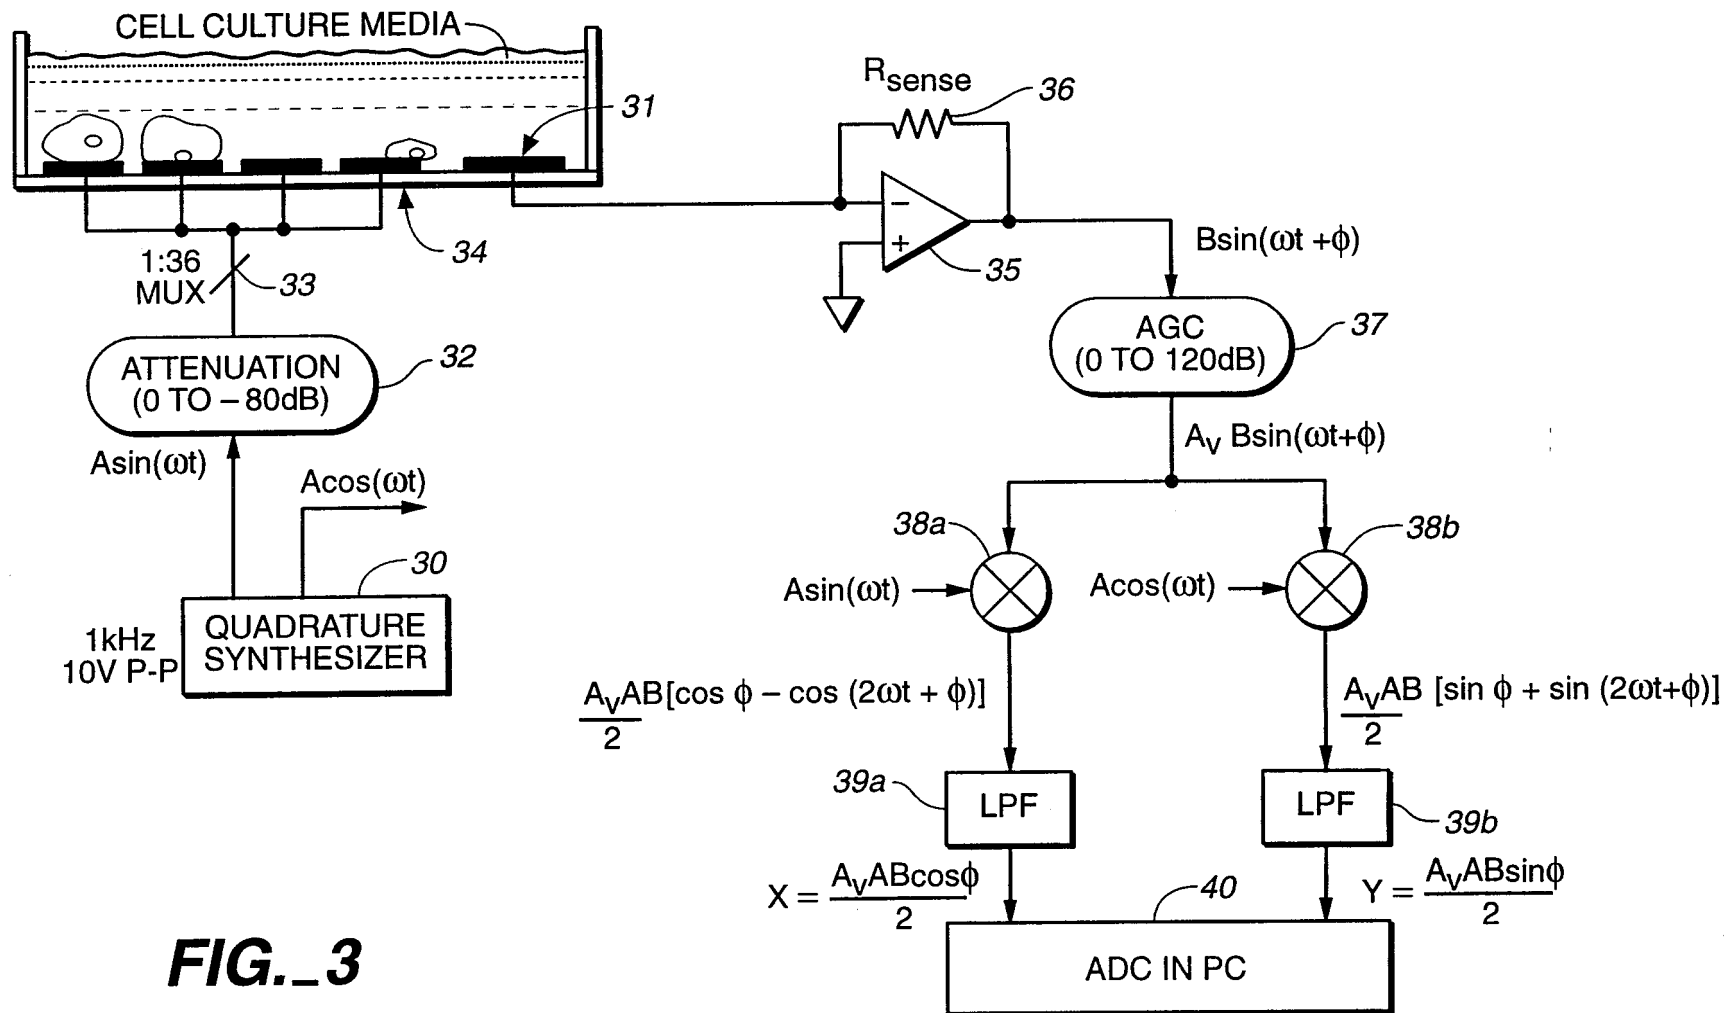 CELL CULTURE MEDIA
31
34
1:36
MUX
33
ATTENUATION
(0 TO – 80dB)
32
Asin(ωt)
Acos(ωt)
30
1kHz
10V P-P
QUADRATURE
SYNTHESIZER
Rsense
36
–
+
35
Bsin(ωt +ϕ)
AGC
(0 TO 120dB)
37
Av Bsin(ωt+ϕ)
38a
38b
Asin(ωt)
Acos(ωt)
AvAB[cos ϕ – cos (2ωt + ϕ)]
2
AvAB [sin ϕ + sin (2ωt+ϕ)]
2
39a
LPF
LPF
39b
X = AvABcosϕ
2
Y = AvABsinϕ
2
40
ADC IN PC
FIG._3